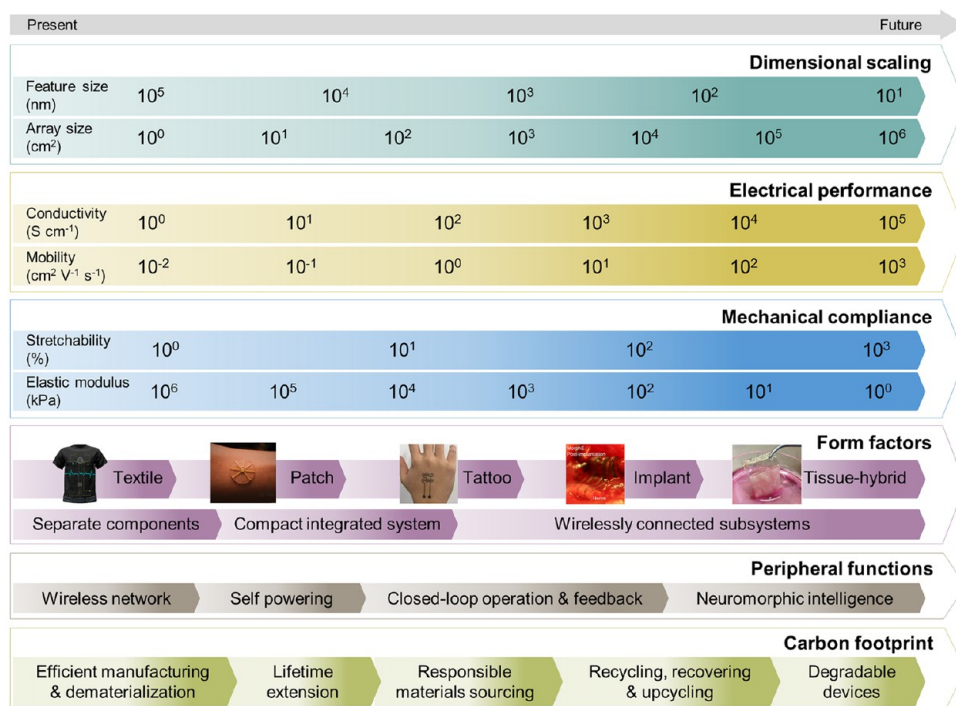 Present Future
Dimensional scaling
Feature size
(nm)
10⁵ 10⁴ 10³ 10² 10¹
Array size
(cm²)
10⁰ 10¹ 10² 10³ 10⁴ 10⁵ 10⁶
Electrical performance
Conductivity
(S cm⁻¹)
10⁰ 10¹ 10² 10³ 10⁴ 10⁵
Mobility
(cm² V⁻¹ s⁻¹)
10⁻² 10⁻¹ 10⁰ 10¹ 10² 10³
Mechanical compliance
Stretchability
(%)
10⁰ 10¹ 10² 10³
Elastic modulus
(kPa)
10⁶ 10⁵ 10⁴ 10³ 10² 10¹ 10⁰
Form factors
Textile Patch Tattoo Implant Tissue-hybrid
Separate components Compact integrated system Wirelessly connected subsystems
Peripheral functions
Wireless network Self powering Closed-loop operation & feedback Neuromorphic intelligence
Carbon footprint
Efficient manufacturing
& dematerialization
Lifetime
extension
Responsible
materials sourcing
Recycling, recovering
& upcycling
Degradable
devices